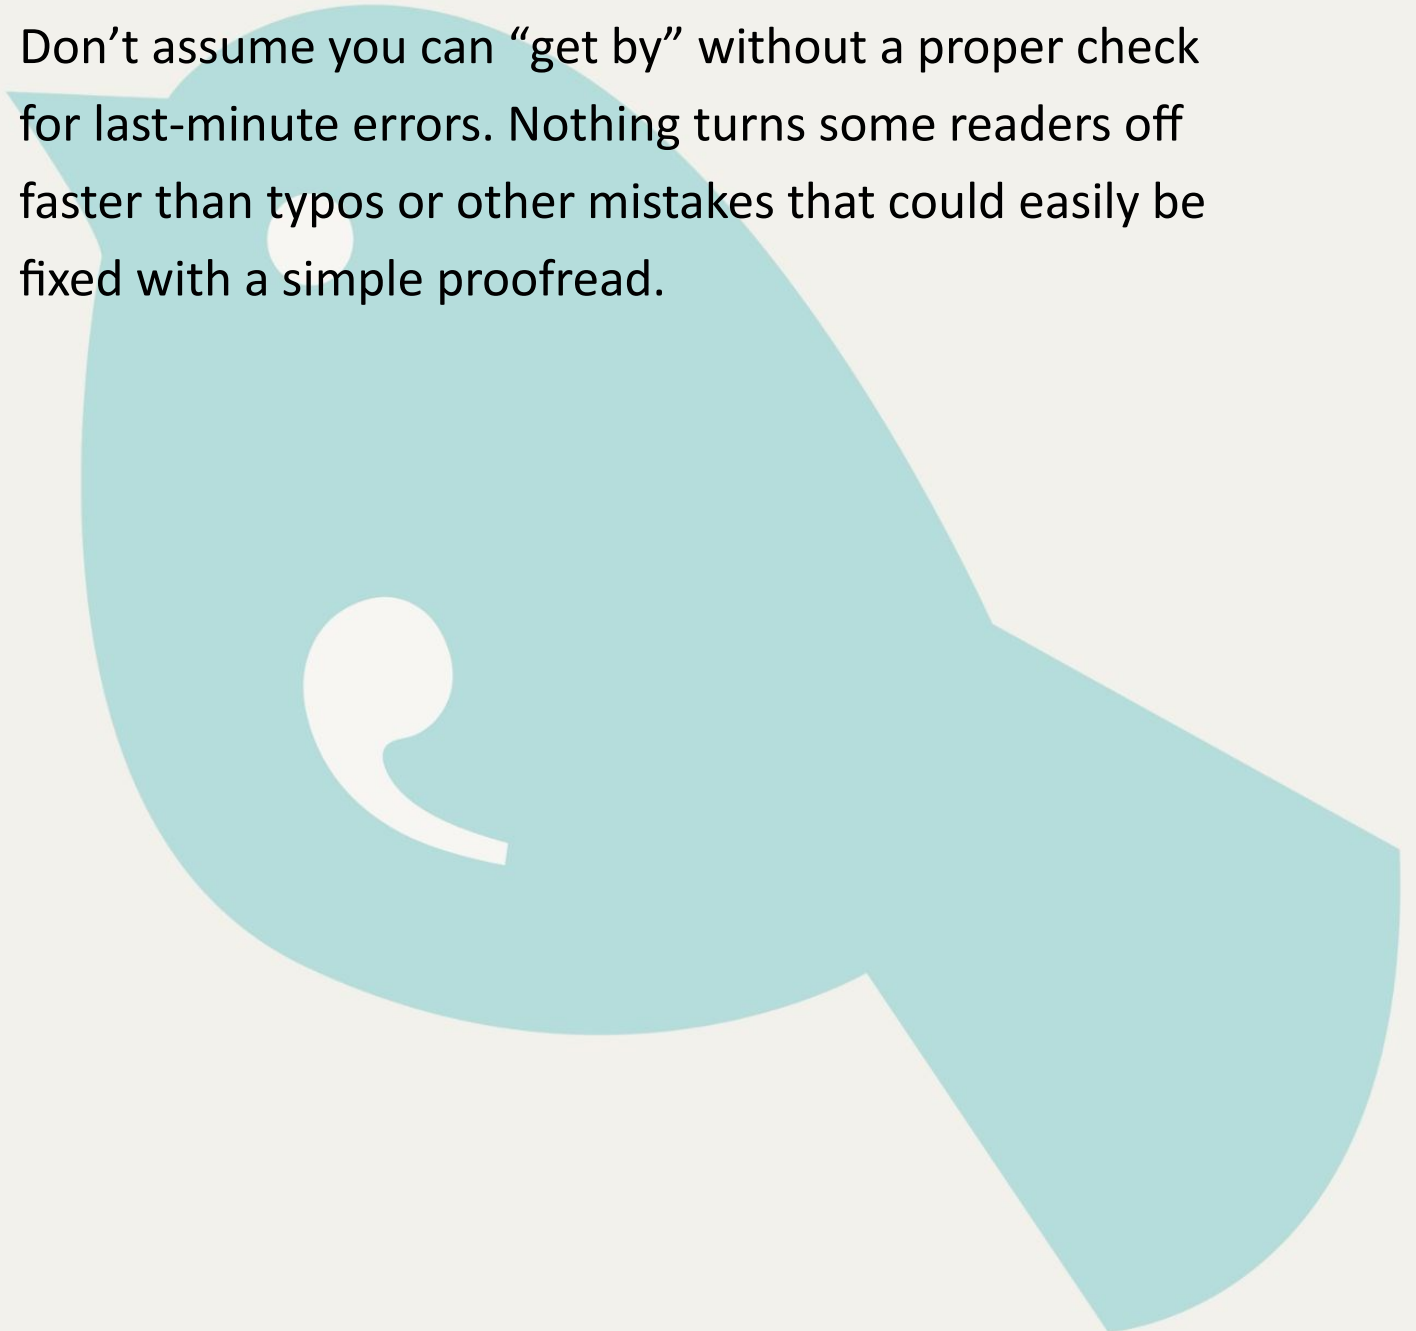 Don’t assume you can “get by” without a proper check
for last-minute errors. Nothing turns some readers off
faster than typos or other mistakes that could easily be
fixed with a simple proofread.